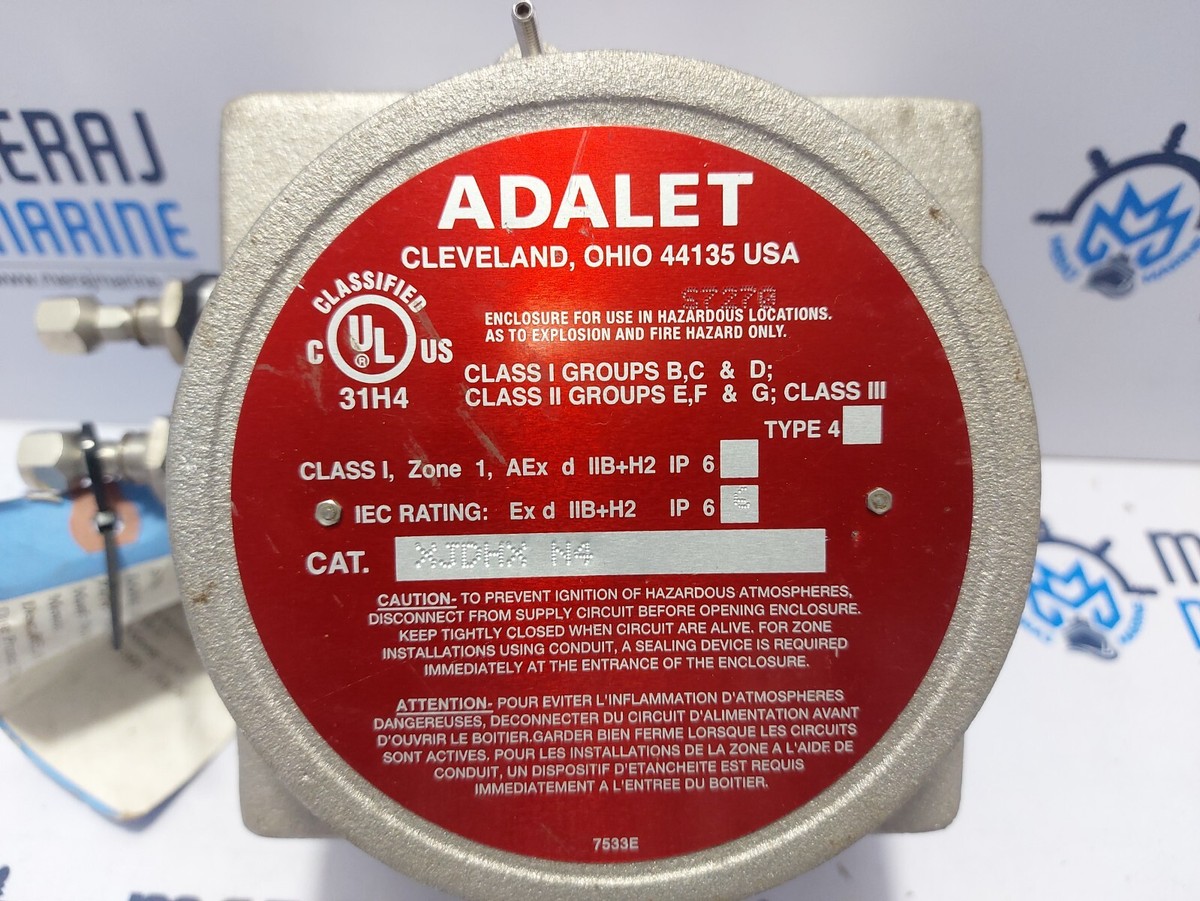 MERAJ
MARINE
ADALET
CLEVELAND, OHIO 44135 USA
CLASSIFIED
C UL US
®
31H4
ST270
ENCLOSURE FOR USE IN HAZARDOUS LOCATIONS.
AS TO EXPLOSION AND FIRE HAZARD ONLY.
CLASS I GROUPS B,C & D;
CLASS II GROUPS E,F & G; CLASS III
TYPE 4
CLASS I, Zone 1, AEx d IIB+H2 IP 6
IEC RATING: Ex d IIB+H2 IP 6 6
CAT. XJDHX N4
CAUTION- TO PREVENT IGNITION OF HAZARDOUS ATMOSPHERES,
DISCONNECT FROM SUPPLY CIRCUIT BEFORE OPENING ENCLOSURE.
KEEP TIGHTLY CLOSED WHEN CIRCUIT ARE ALIVE. FOR ZONE
INSTALLATIONS USING CONDUIT, A SEALING DEVICE IS REQUIRED
IMMEDIATELY AT THE ENTRANCE OF THE ENCLOSURE.
ATTENTION- POUR EVITER L'INFLAMMATION D'ATMOSPHERES
DANGEREUSES, DECONNECTER DU CIRCUIT D'ALIMENTATION AVANT
D'OUVRIR LE BOITIER.GARDER BIEN FERME LORSQUE LES CIRCUITS
SONT ACTIVES. POUR LES INSTALLATIONS DE LA ZONE A L'AIDE DE
CONDUIT, UN DISPOSITIF D'ETANCHEITE EST REQUIS
IMMEDIATEMENT A L'ENTREE DU BOITIER.
7533E